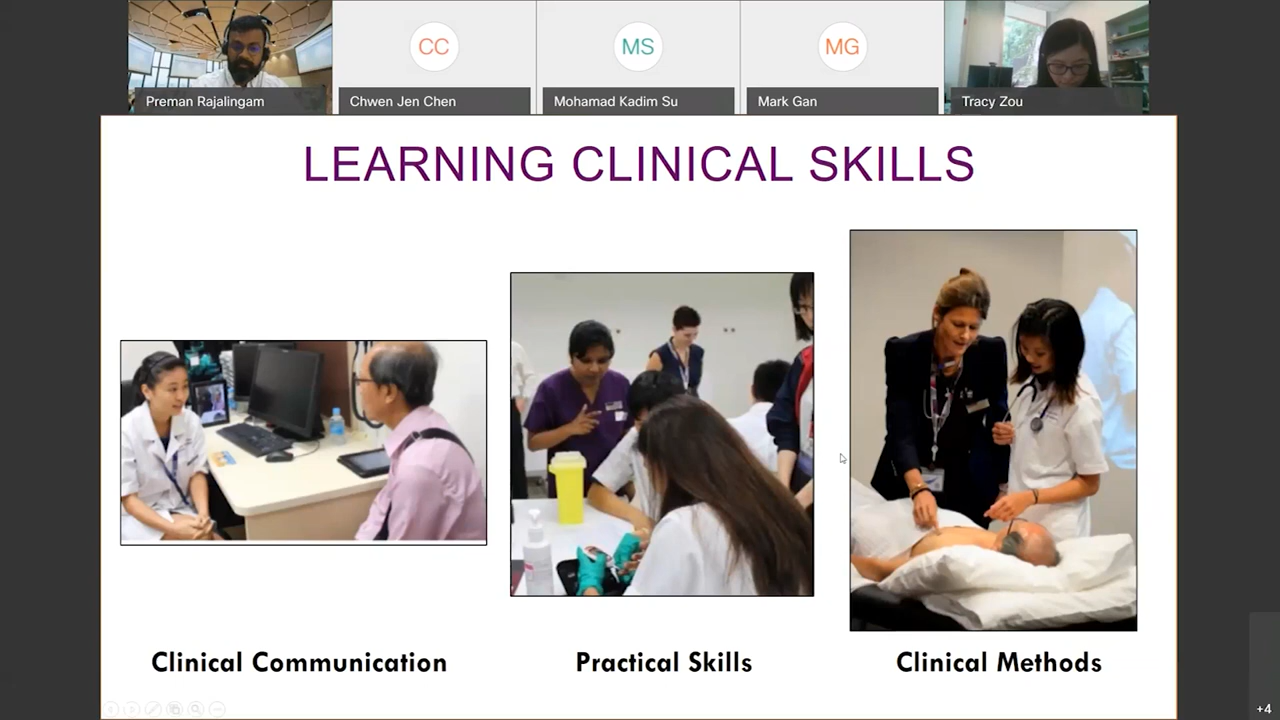 CC
MS
MG
Preman Rajalingam
Chwen Jen Chen
Mohamad Kadim Su
Mark Gan
Tracy Zou
LEARNING CLINICAL SKILLS
Clinical Communication
Practical Skills
Clinical Methods
+4